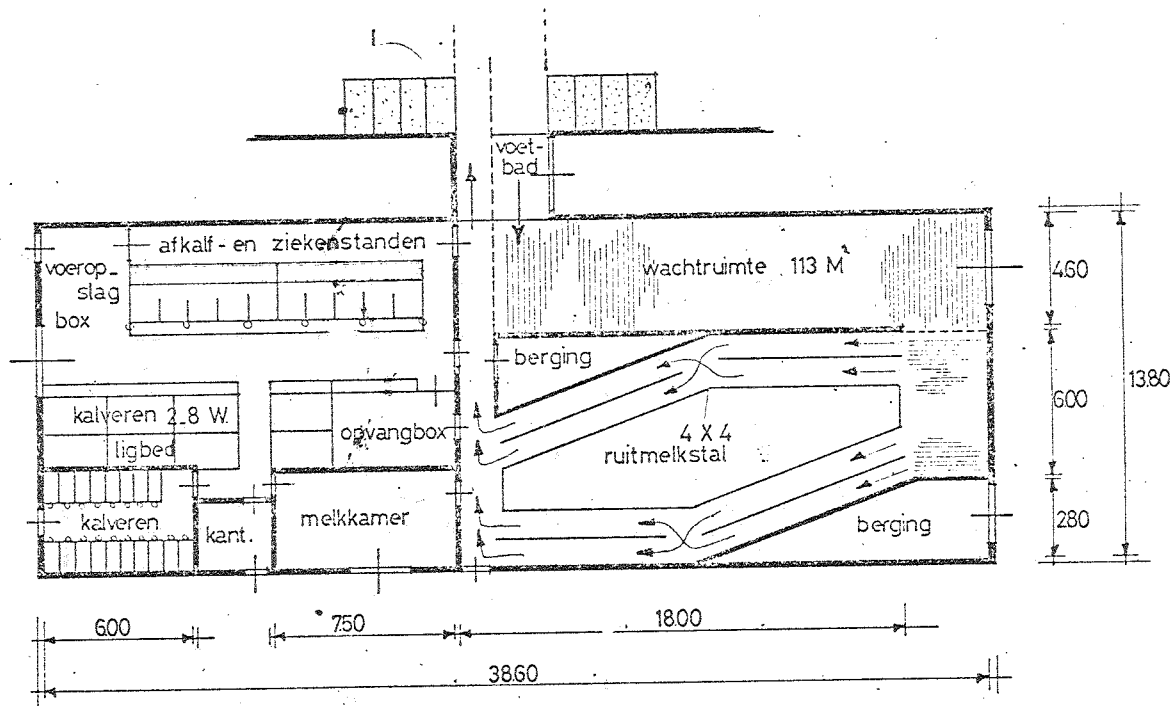 voet-
bad
afkalf- en ziekenstanden
voerop-
slag
box
wachtruimte 113 M²
berging
kalveren 2-8 W.
ligbed
opvangbox
4 X 4
ruitmelkstal
kalveren
kant.
melkkamer
berging
4.60
6.00
2.80
13.80
6.00
7.50
18.00
38.60